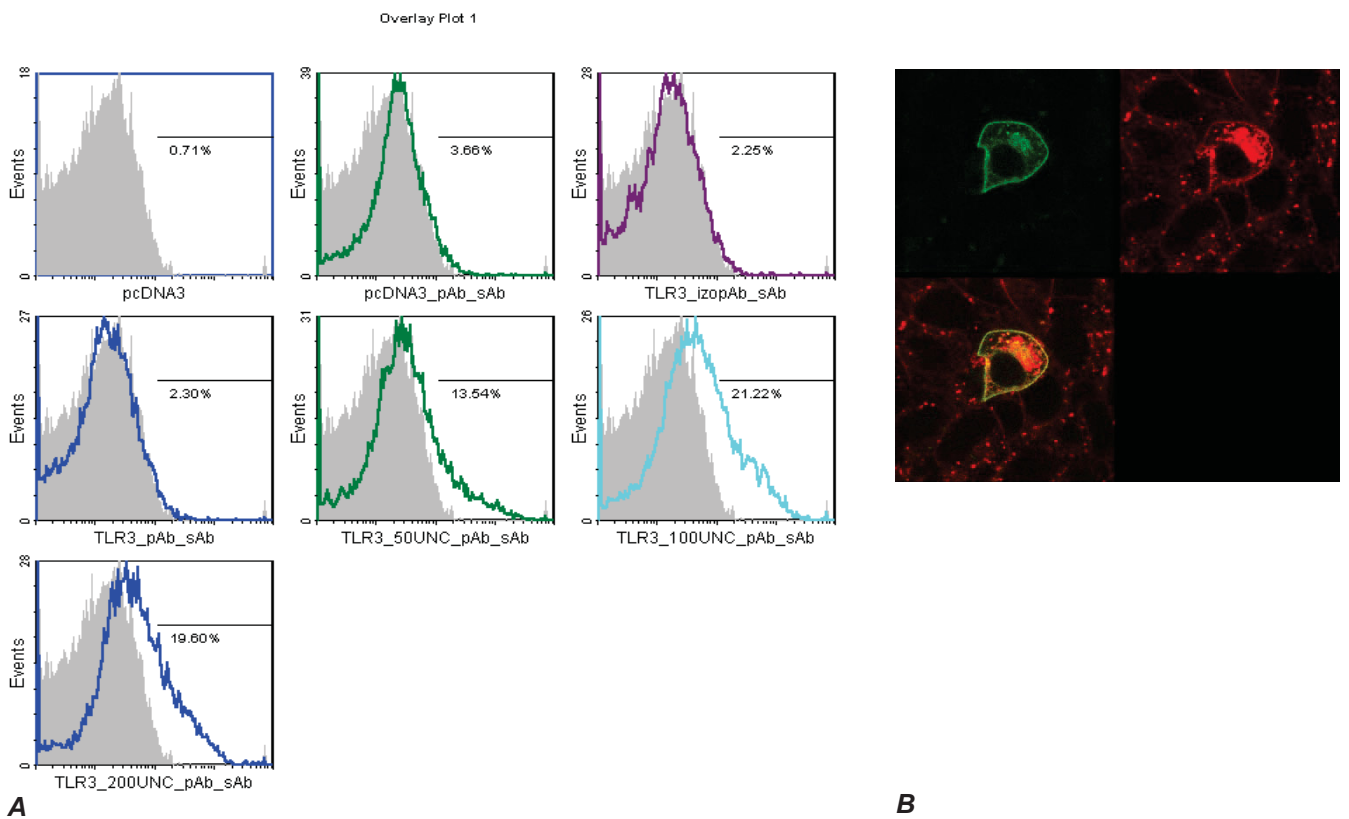 Overlay Plot 1
18
Events
0.71%
0
pcDNA3
39
Events
3.66%
0
pcDNA3_pAb_sAb
28
Events
2.25%
0
TLR3_izopAb_sAb
27
Events
2.30%
0
TLR3_pAb_sAb
31
Events
13.54%
0
TLR3_50UNC_pAb_sAb
26
Events
21.22%
0
TLR3_100UNC_pAb_sAb
28
Events
19.60%
0
TLR3_200UNC_pAb_sAb
A
B